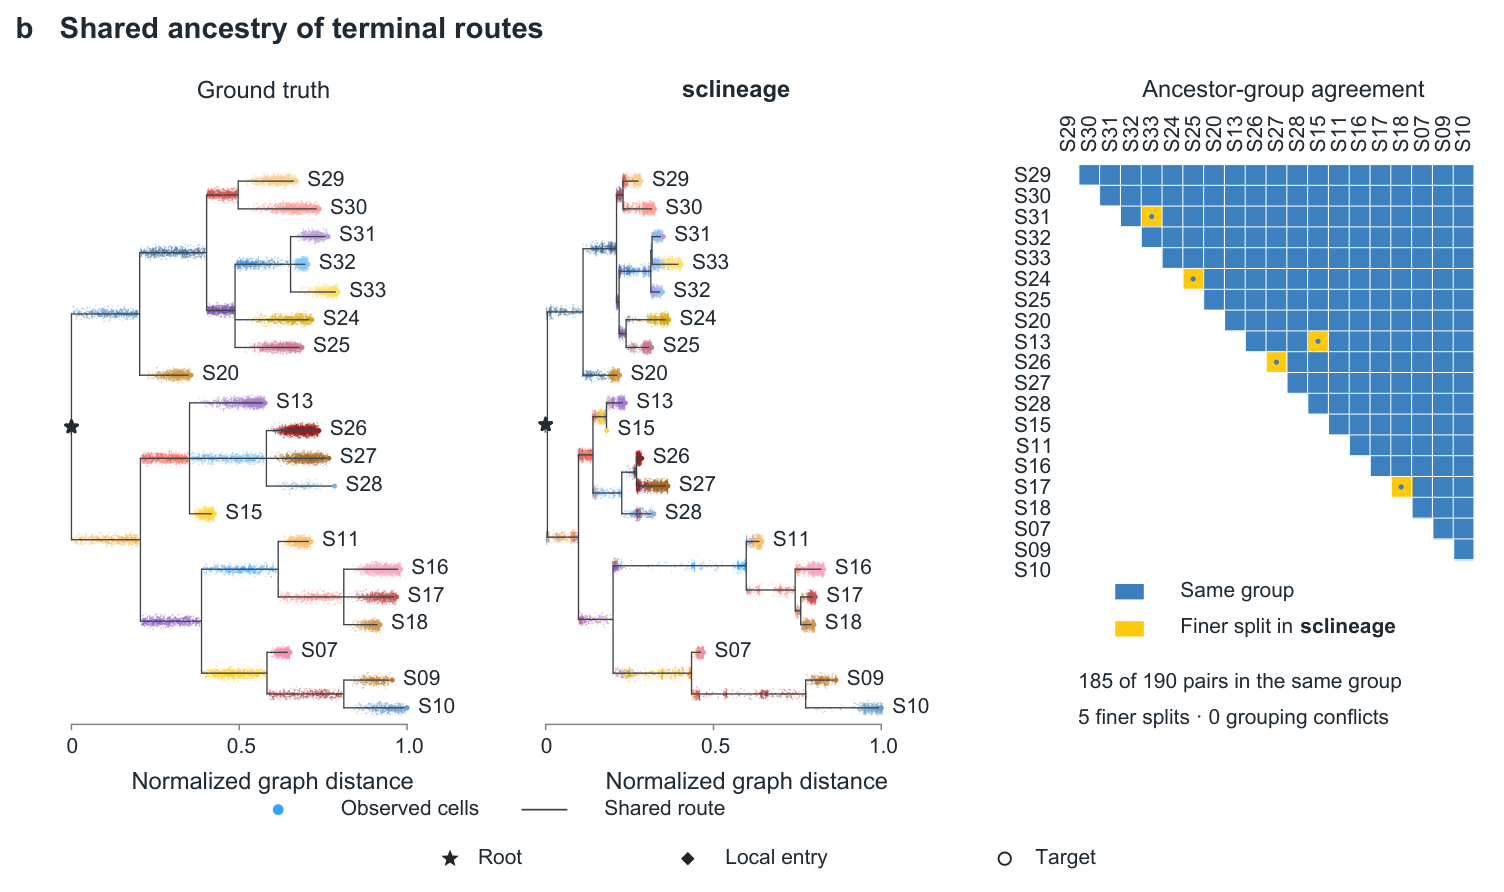 b Shared ancestry of terminal routes
Ground truth
S29
S30
S31
S32
S33
S24
S25
S20
S13
S26
S27
S28
S15
S11
S16
S17
S18
S07
S09
S10
0 0.5 1.0
Normalized graph distance
sclineage
S29
S30
S31
S33
S32
S24
S25
S20
S13
S15
S26
S27
S28
S11
S16
S17
S18
S07
S09
S10
0 0.5 1.0
Normalized graph distance
Ancestor-group agreement
S29 S30 S31 S32 S33 S24 S25 S20 S13 S26 S27 S28 S15 S11 S16 S17 S18 S07 S09 S10
S29
S30
S31
S32
S33
S24
S25
S20
S13
S26
S27
S28
S15
S11
S16
S17
S18
S07
S09
S10
Same group
Finer split in sclineage
185 of 190 pairs in the same group
5 finer splits · 0 grouping conflicts
Observed cells Shared route
Root Local entry Target